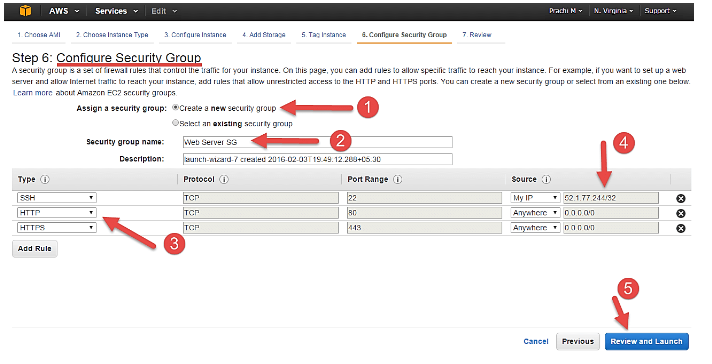 AWS Services Edit Prachi M N. Virginia Support
1. Choose AMI 2. Choose Instance Type 3. Configure Instance 4. Add Storage 5. Tag Instance 6. Configure Security Group 7. Review
Step 6: Configure Security Group
A security group is a set of firewall rules that control the traffic for your instance. On this page, you can add rules to allow specific traffic to reach your instance. For example, if you want to set up a web
server and allow Internet traffic to reach your instance, add rules that allow unrestricted access to the HTTP and HTTPS ports. You can create a new security group or select from an existing one below.
Learn more about Amazon EC2 security groups.
Assign a security group: Create a new security group 1
Select an existing security group
Security group name: Web Server SG 2
Description: launch-wizard-7 created 2016-02-03T19:49:12.288+05:30
4
Type i Protocol i Port Range i Source i
SSH TCP 22 My IP 52.1.77.244/32
HTTP TCP 80 Anywhere 0.0.0.0/0
HTTPS TCP 443 Anywhere 0.0.0.0/0
3
Add Rule
5
Cancel Previous Review and Launch